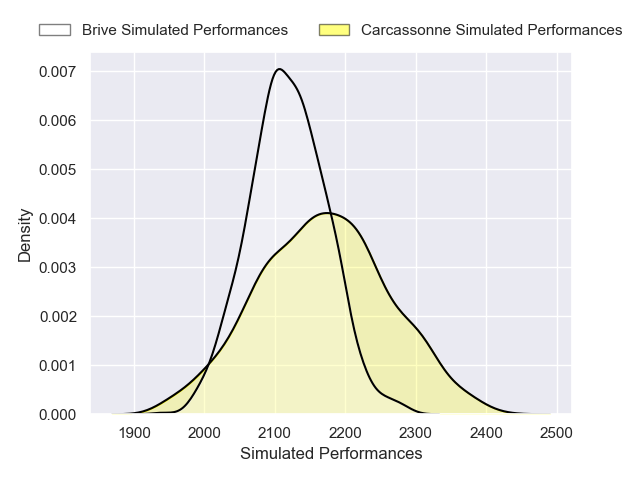 Brive Simulated Performances
Carcassonne Simulated Performances
0.007
0.006
0.005
0.004
0.003
0.002
0.001
0.000
Density
1900 2000 2100 2200 2300 2400 2500
Simulated Performances